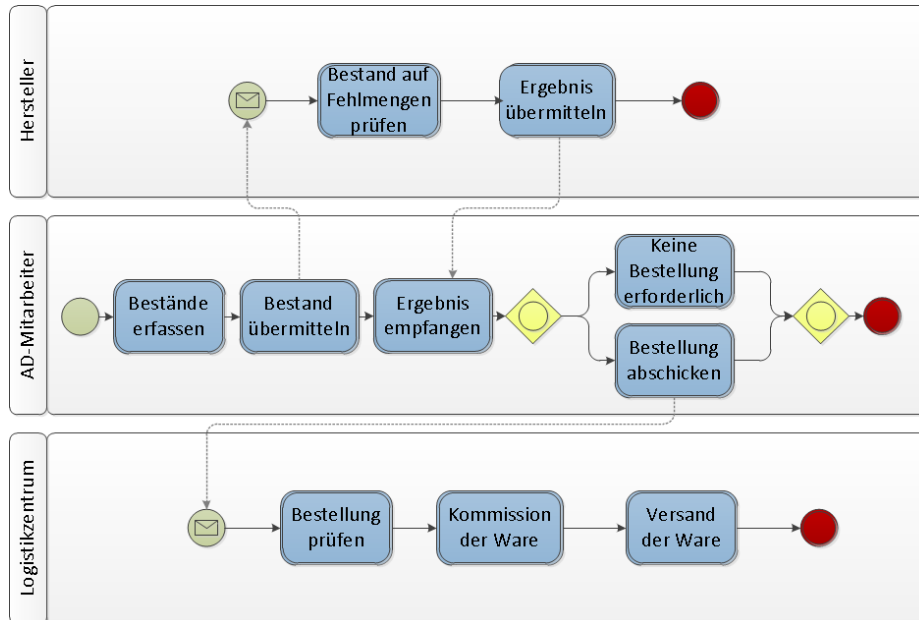 Hersteller
Bestand auf
Fehlmengen
prüfen
Ergebnis
übermitteln
AD-Mitarbeiter
Bestände
erfassen
Bestand
übermitteln
Ergebnis
empfangen
Keine
Bestellung
erforderlich
Bestellung
abschicken
Logistikzentrum
Bestellung
prüfen
Kommission
der Ware
Versand
der Ware